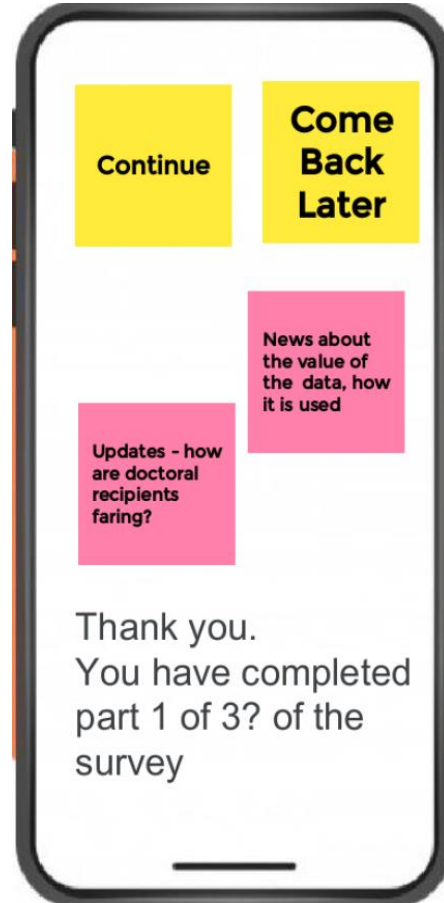 Continue
Come
Back
Later
News about
the value of
the data, how
it is used
Updates - how
are doctoral
recipients
faring?
Thank you.
You have completed
part 1 of 3? of the
survey